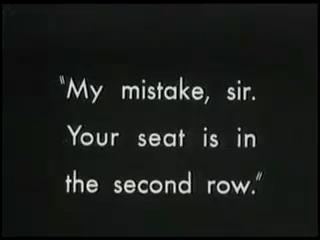 "My mistake, sir.
Your seat is in
the second row."